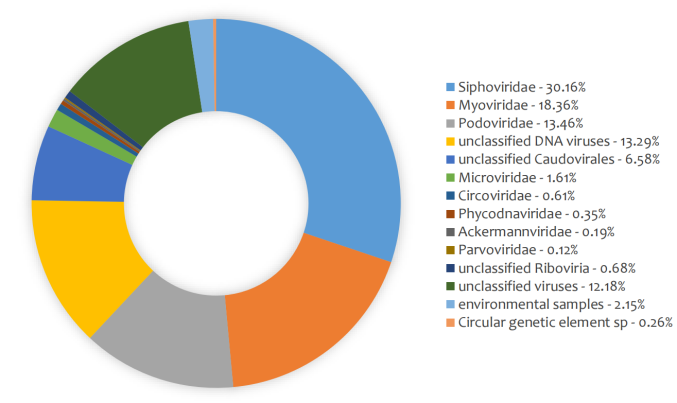 Siphoviridae - 30.16%
Myoviridae - 18.36%
Podoviridae - 13.46%
unclassified DNA viruses - 13.29%
unclassified Caudovirales - 6.58%
Microviridae - 1.61%
Circoviridae - 0.61%
Phycodnaviridae - 0.35%
Ackermannviridae - 0.19%
Parvoviridae - 0.12%
unclassified Riboviria - 0.68%
unclassified viruses - 12.18%
environmental samples - 2.15%
Circular genetic element sp - 0.26%